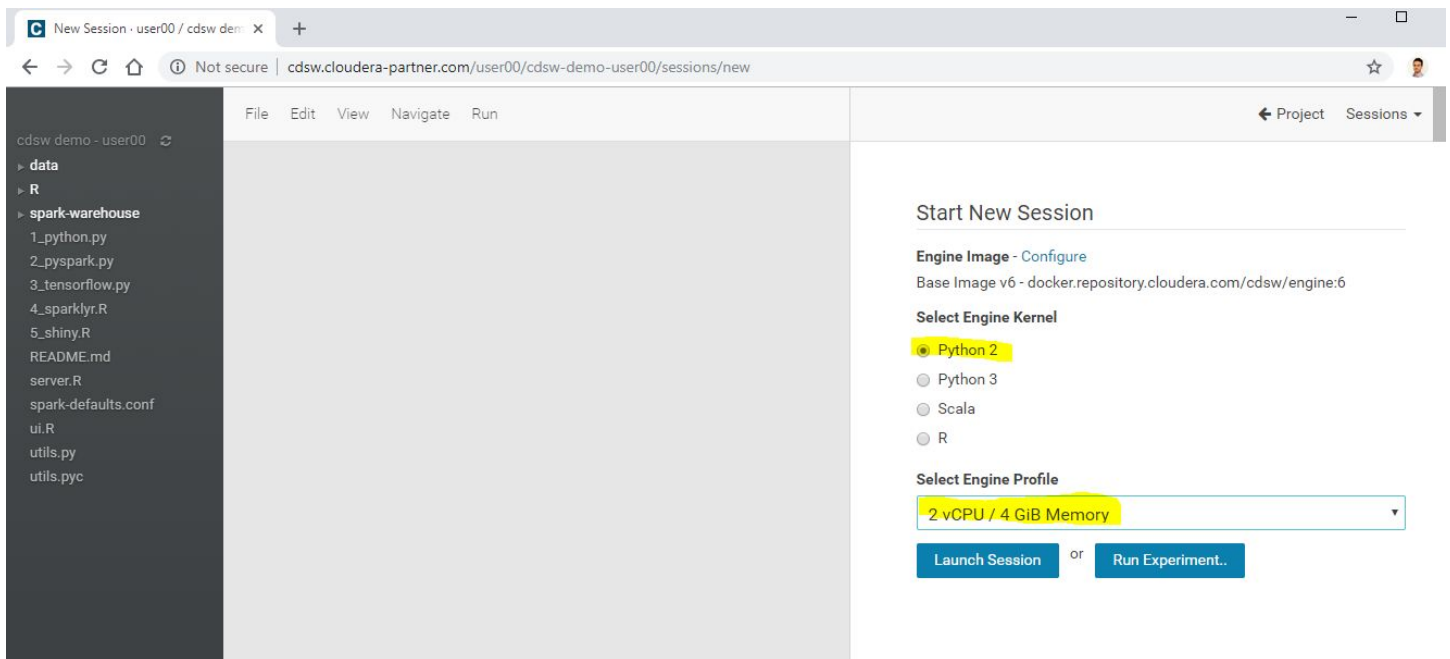 New Session · user00 / cdsw dem
Not secure | cdsw.cloudera-partner.com/user00/cdsw-demo-user00/sessions/new
File Edit View Navigate Run
Project Sessions
cdsw demo - user00
data
R
spark-warehouse
1_python.py
2_pyspark.py
3_tensorflow.py
4_sparklyr.R
5_shiny.R
README.md
server.R
spark-defaults.conf
ui.R
utils.py
utils.pyc
Start New Session
Engine Image - Configure
Base Image v6 - docker.repository.cloudera.com/cdsw/engine:6
Select Engine Kernel
Python 2
Python 3
Scala
R
Select Engine Profile
2 vCPU / 4 GiB Memory
Launch Session or Run Experiment..